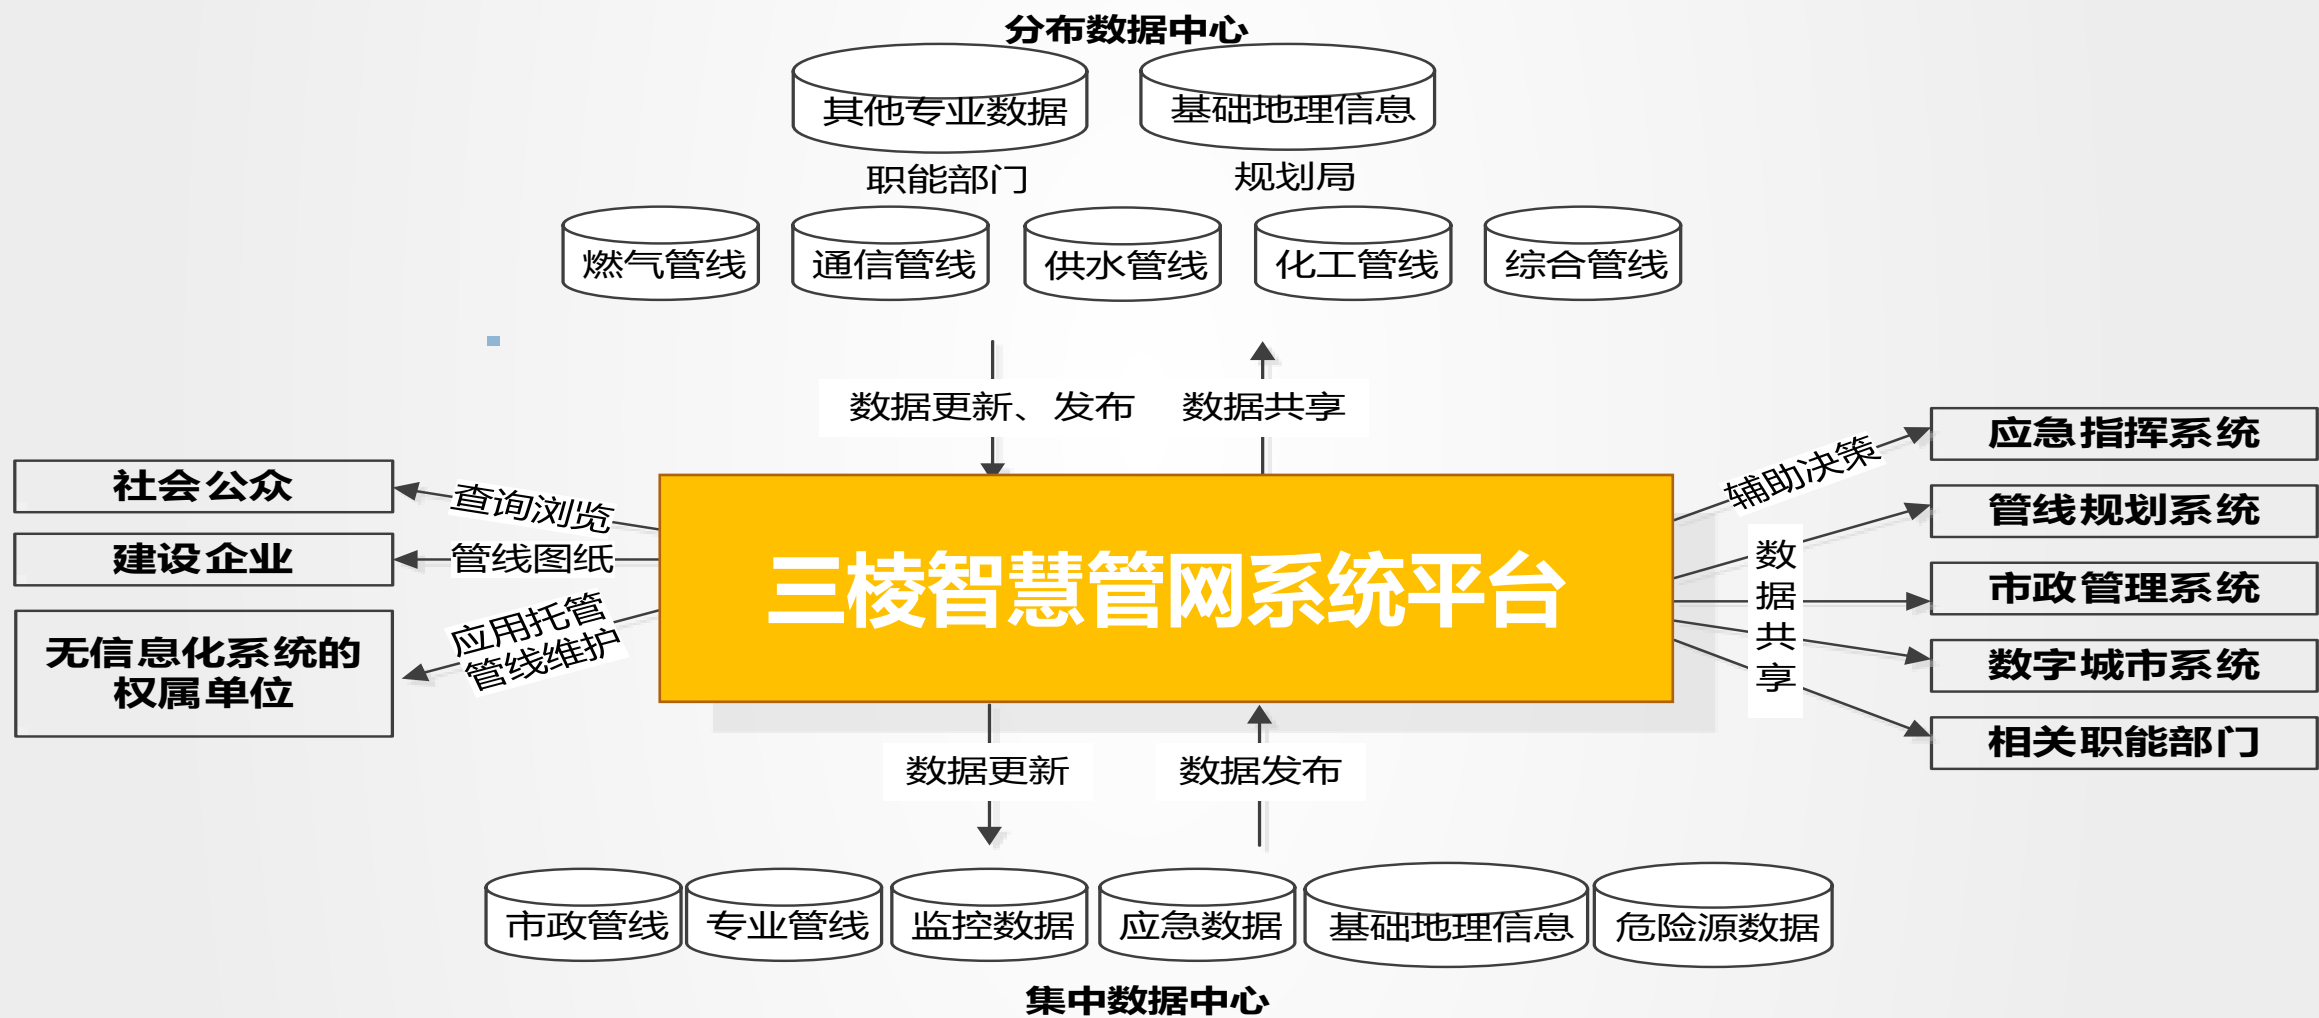 分布数据中心
其他专业数据
基础地理信息
职能部门
规划局
燃气管线
通信管线
供水管线
化工管线
综合管线
数据更新、发布
数据共享
社会公众
建设企业
无信息化系统的
权属单位
查询浏览
管线图纸
应用托管
管线维护
三棱智慧管网系统平台
辅助决策
数据共享
应急指挥系统
管线规划系统
市政管理系统
数字城市系统
相关职能部门
数据更新
数据发布
市政管线
专业管线
监控数据
应急数据
基础地理信息
危险源数据
集中数据中心